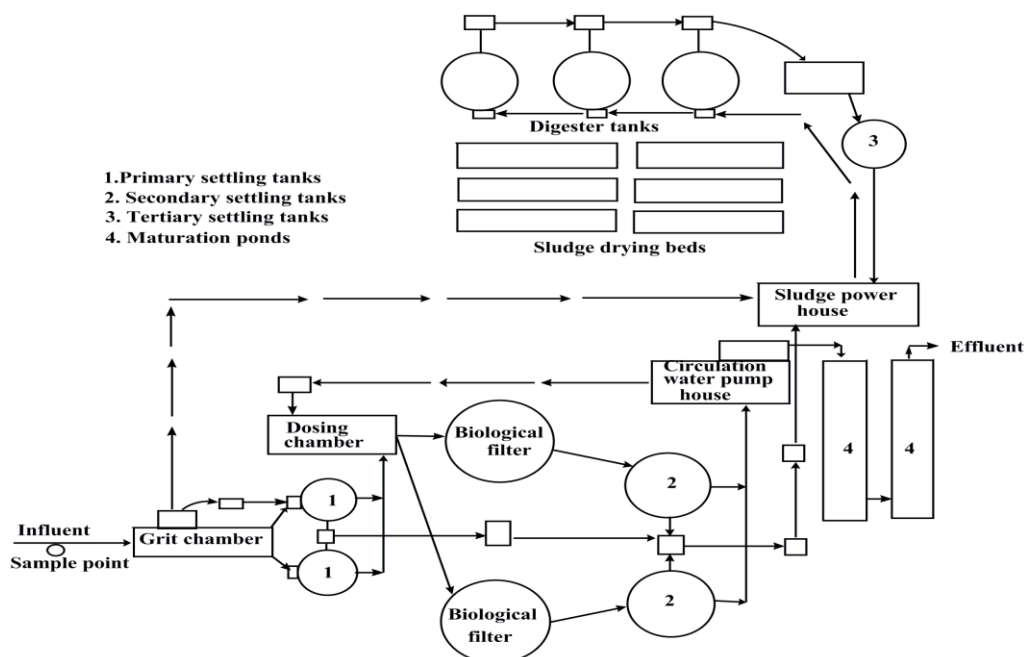 Digester tanks
3
1.Primary settling tanks
2. Secondary settling tanks
3. Tertiary settling tanks
4. Maturation ponds
Sludge drying beds
Sludge power
house
Effluent
Circulation
water pump
house
Dosing
chamber
Biological
filter
2
4
4
1
Influent
Grit chamber
Sample point
1
2
Biological
filter